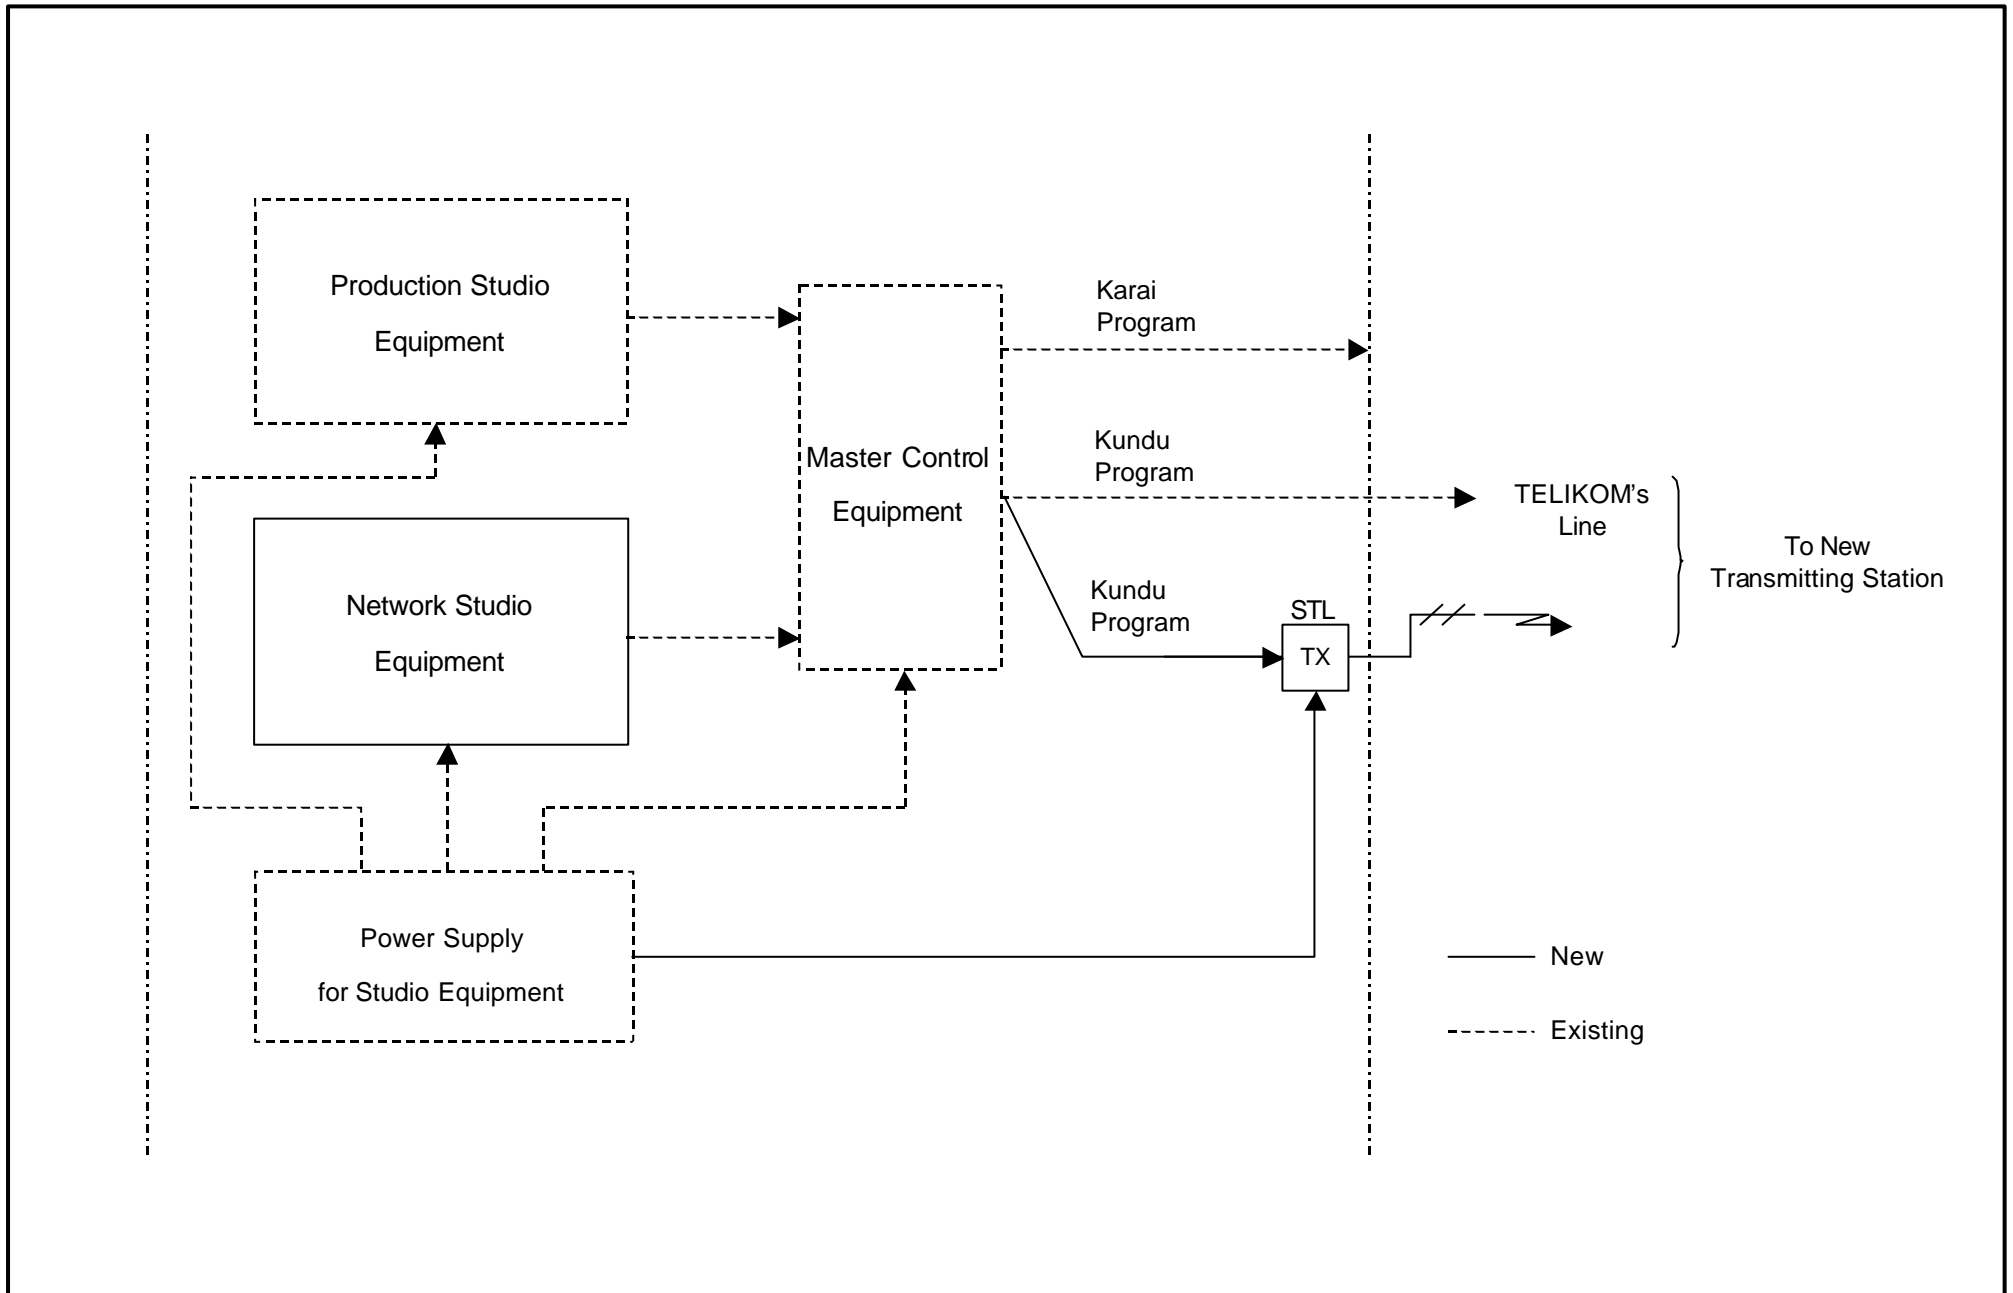 Production Studio
Equipment
Karai
Program
Master Control
Equipment
Kundu
Program
TELIKOM's
Line
To New
Transmitting Station
Network Studio
Equipment
Kundu
Program
STL
TX
Power Supply
for Studio Equipment
New
Existing